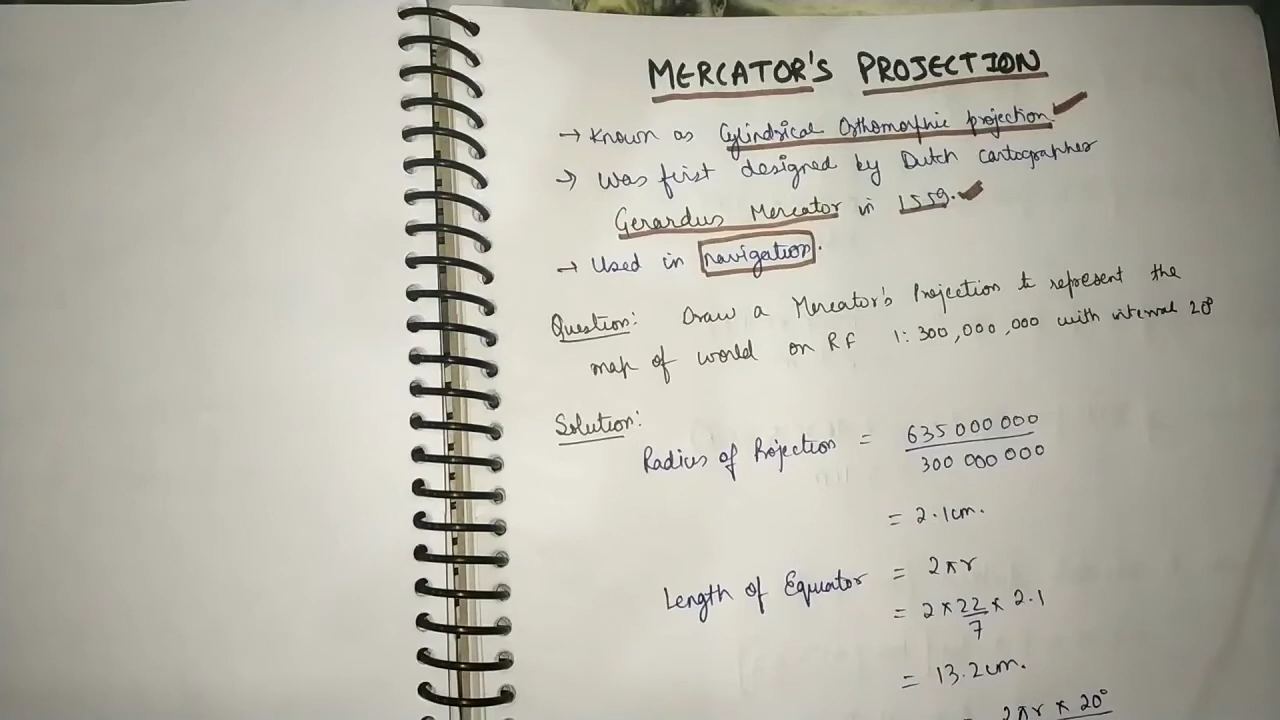 MERCATOR'S PROJECTION
→ Known as Cylindrical Orthomorphic projection.
→ Was first designed by Dutch Cartographer
Gerardus Mercator in 1559.
→ Used in navigation.
Question: Draw a Mercator's Projection to represent the
map of world on RF 1:300,000,000 with interval 20°
Solution:
Radius of Projection = 635 000 000
300 000 000
= 2.1cm.
Length of Equator = 2πr
= 2 × 22/7 × 2.1
= 13.2cm.
= 2πr × 20°